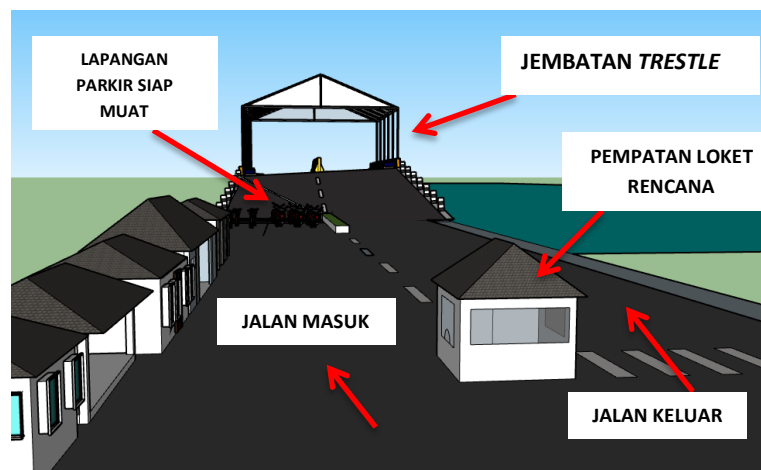 LAPANGAN
PARKIR SIAP
MUAT
JEMBATAN TRESTLE
PEMPATAN LOKET
RENCANA
JALAN MASUK
JALAN KELUAR